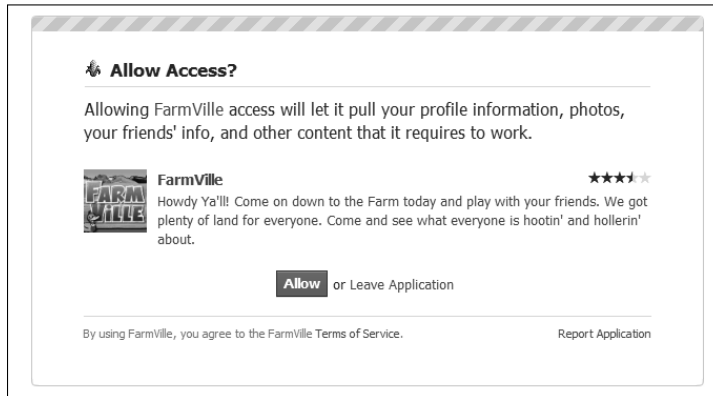 Allow Access?
Allowing FarmVille access will let it pull your profile information, photos,
your friends' info, and other content that it requires to work.
FARM
VILLE
FarmVille
Howdy Ya'll! Come on down to the Farm today and play with your friends. We got
plenty of land for everyone. Come and see what everyone is hootin' and hollerin'
about.
Allow or Leave Application
By using FarmVille, you agree to the FarmVille Terms of Service. Report Application